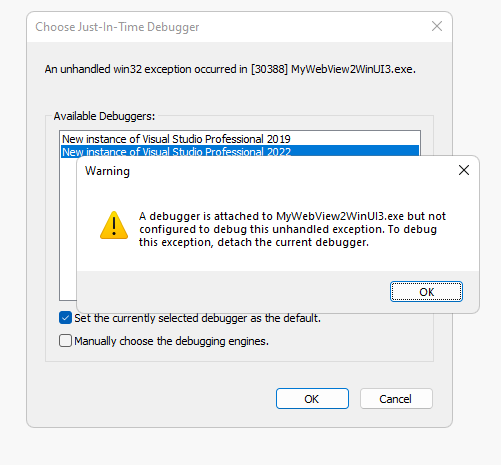 Choose Just-In-Time Debugger
An unhandled win32 exception occurred in [30388] MyWebView2WinUI3.exe.
Available Debuggers:
New instance of Visual Studio Professional 2019
New instance of Visual Studio Professional 2022
Warning
A debugger is attached to MyWebView2WinUI3.exe but not
configured to debug this unhandled exception. To debug
this exception, detach the current debugger.
OK
Set the currently selected debugger as the default.
Manually choose the debugging engines.
OK
Cancel